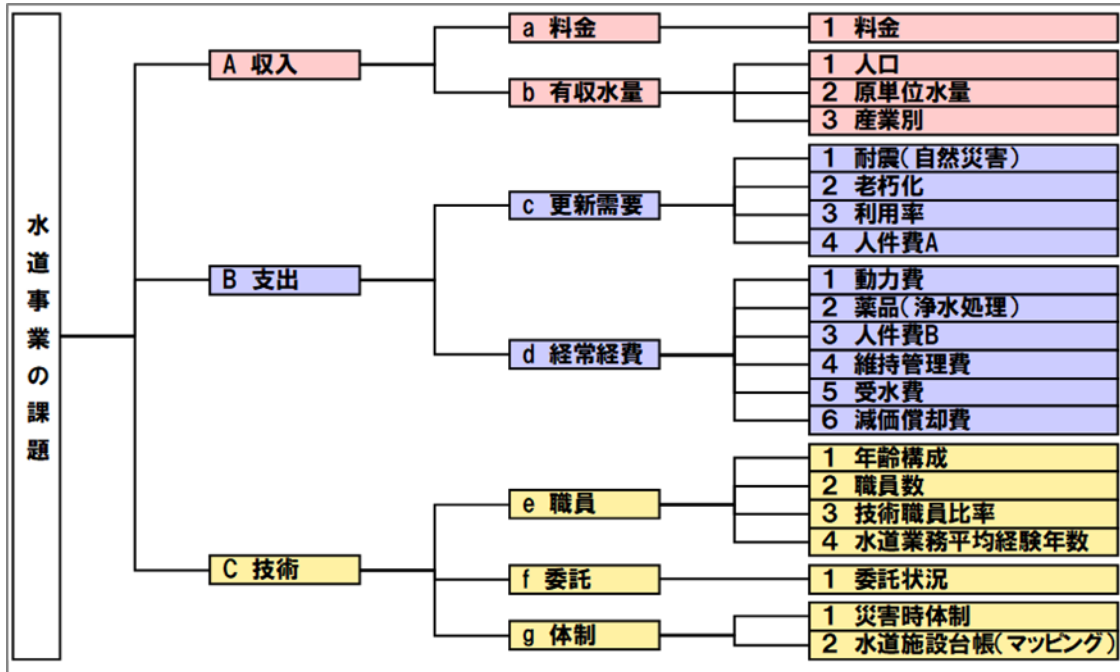 水道事業の課題
A 収入
a 料金
1 料金
b 有収水量
1 人口
2 原単位水量
3 産業別
B 支出
c 更新需要
1 耐震(自然災害)
2 老朽化
3 利用率
4 人件費A
d 経常経費
1 動力費
2 薬品(浄水処理)
3 人件費B
4 維持管理費
5 受水費
6 減価償却費
C 技術
e 職員
1 年齢構成
2 職員数
3 技術職員比率
4 水道業務平均経験年数
f 委託
1 委託状況
g 体制
1 災害時体制
2 水道施設台帳(マッピング)